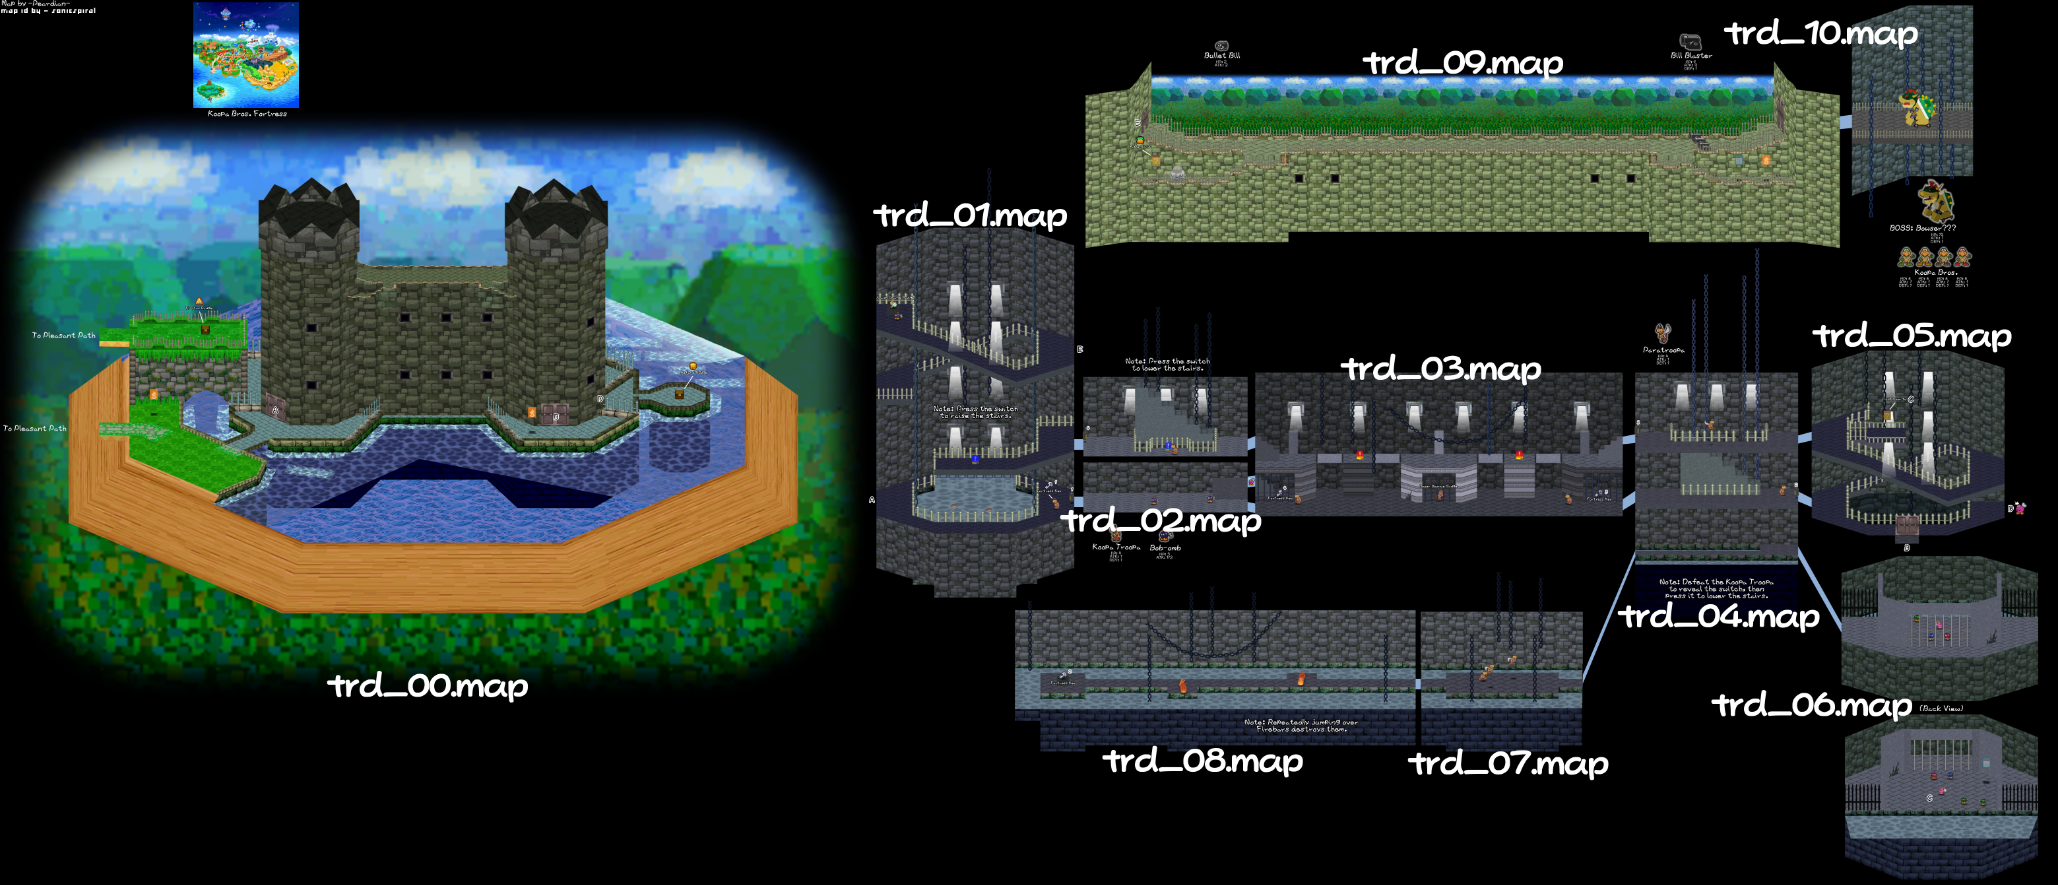 Map by -Peardian-
map id by - sonicspiral
Koopa Bros. Fortress
To Pleasant Path
To Pleasant Path
trd_00.map
trd_01.map
Note: Press the switch
to raise the stairs.
A
E
Note: Press the switch
to lower the stairs.
trd_02.map
Koopa Troopa
Bob-omb
trd_03.map
Bullet Bill
Bill Blaster
trd_09.map
trd_10.map
BOSS: Bowser???
Koopa Bros.
Paratroopa
trd_05.map
Note: Defeat the Koopa Troopa
to reveal the switch, then
press it to lower the stairs.
trd_04.map
trd_06.map
(Back View)
Note: Repeatedly jumping over
Firebars destroys them.
trd_08.map
trd_07.map